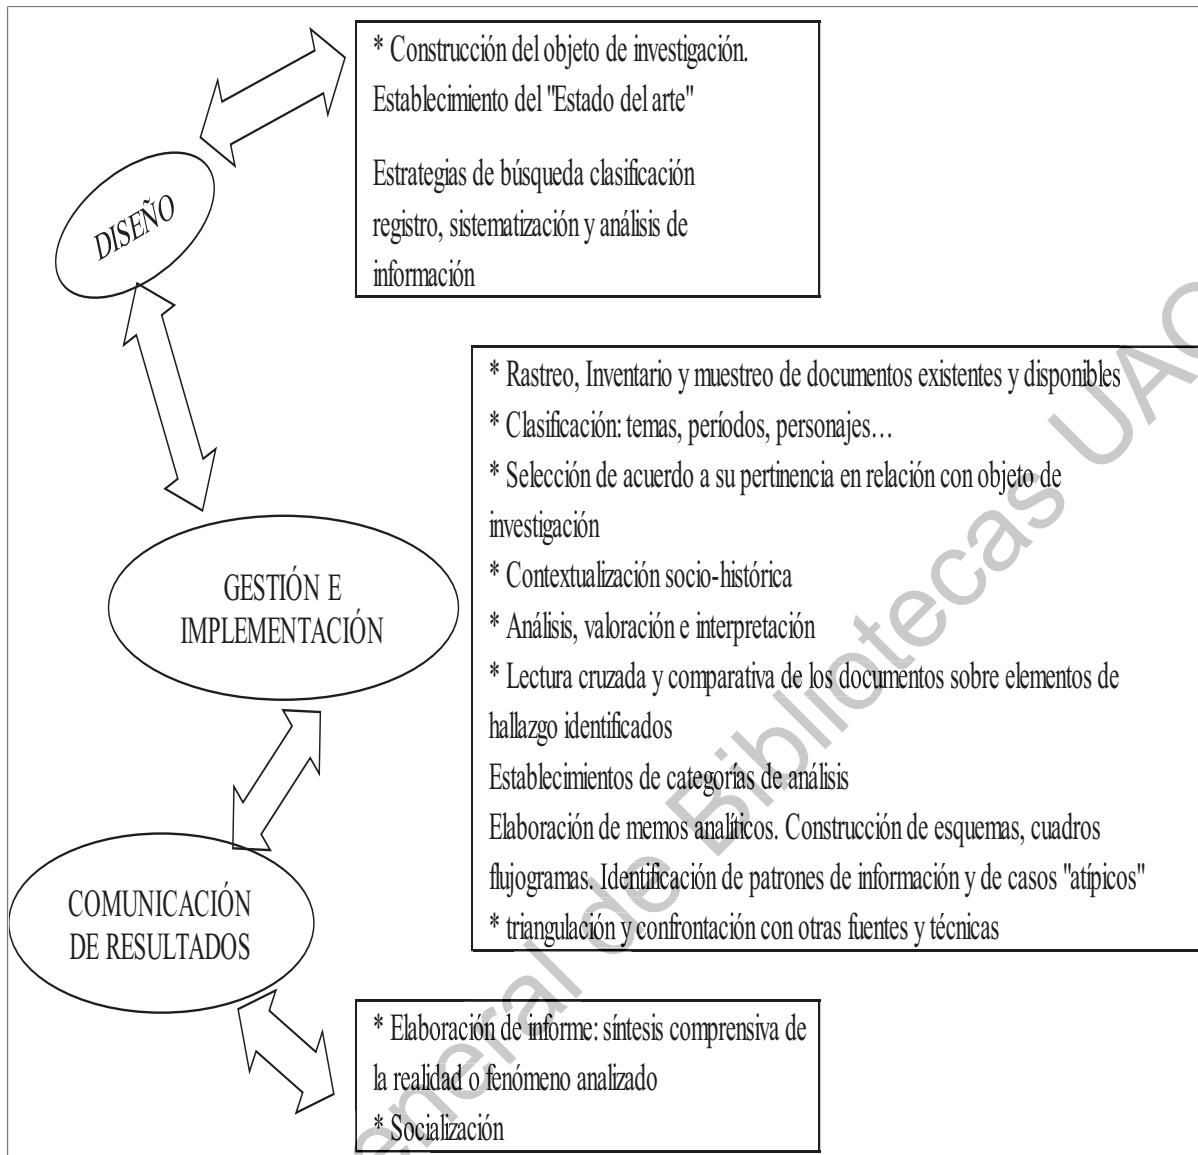 * Construcción del objeto de investigación.
Establecimiento del "Estado del arte"
Estrategias de búsqueda clasificación
registro, sistematización y análisis de
información
DISEÑO
* Rastreo, Inventario y muestreo de documentos existentes y disponibles
* Clasificación: temas, períodos, personajes…
* Selección de acuerdo a su pertinencia en relación con objeto de
investigación
* Contextualización socio-histórica
* Análisis, valoración e interpretación
* Lectura cruzada y comparativa de los documentos sobre elementos de
hallazgo identificados
Establecimientos de categorías de análisis
Elaboración de memos analíticos. Construcción de esquemas, cuadros
flujogramas. Identificación de patrones de información y de casos "atípicos"
* triangulación y confrontación con otras fuentes y técnicas
GESTIÓN E
IMPLEMENTACIÓN
COMUNICACIÓN
DE RESULTADOS
* Elaboración de informe: síntesis comprensiva de
la realidad o fenómeno analizado
* Socialización
eneral de Bibliotecas UAQ